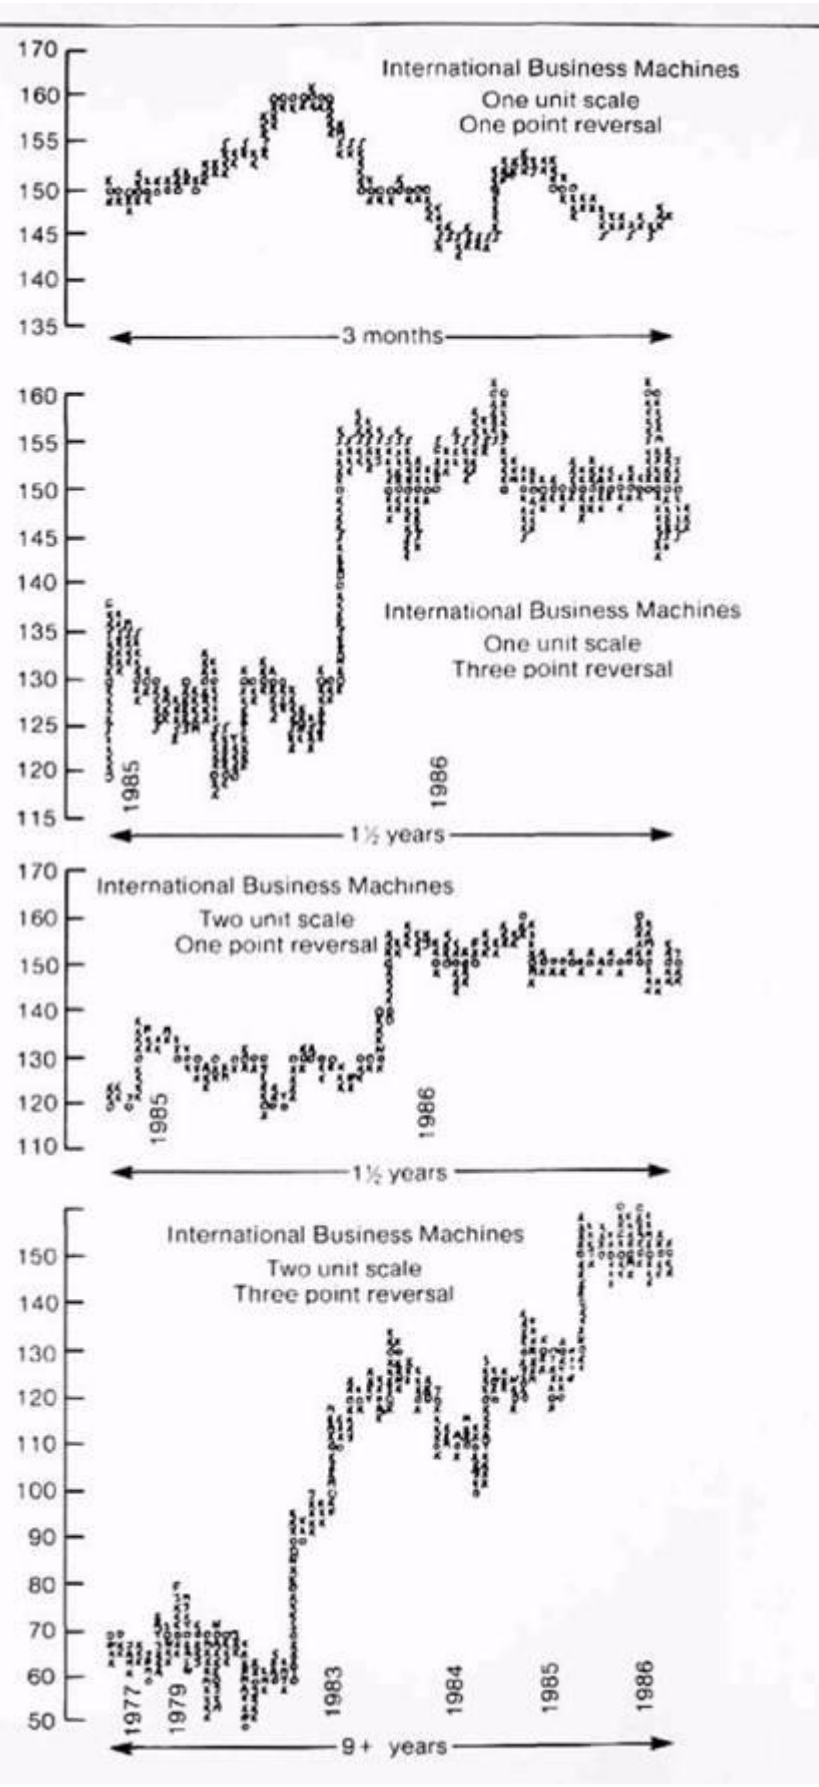 170
International Business Machines
160
One unit scale
One point reversal
155
150
145
140
135
3 months
160
155
150
145
140
International Business Machines
135
One unit scale
Three point reversal
130
125
120
1985
1986
115
1½ years
170
International Business Machines
160
Two unit scale
One point reversal
150
140
130
120
1985
1986
110
1½ years
International Business Machines
150
Two unit scale
Three point reversal
140
130
120
110
100
90
80
70
60
1977
1979
1983
1984
1985
1986
50
9+ years